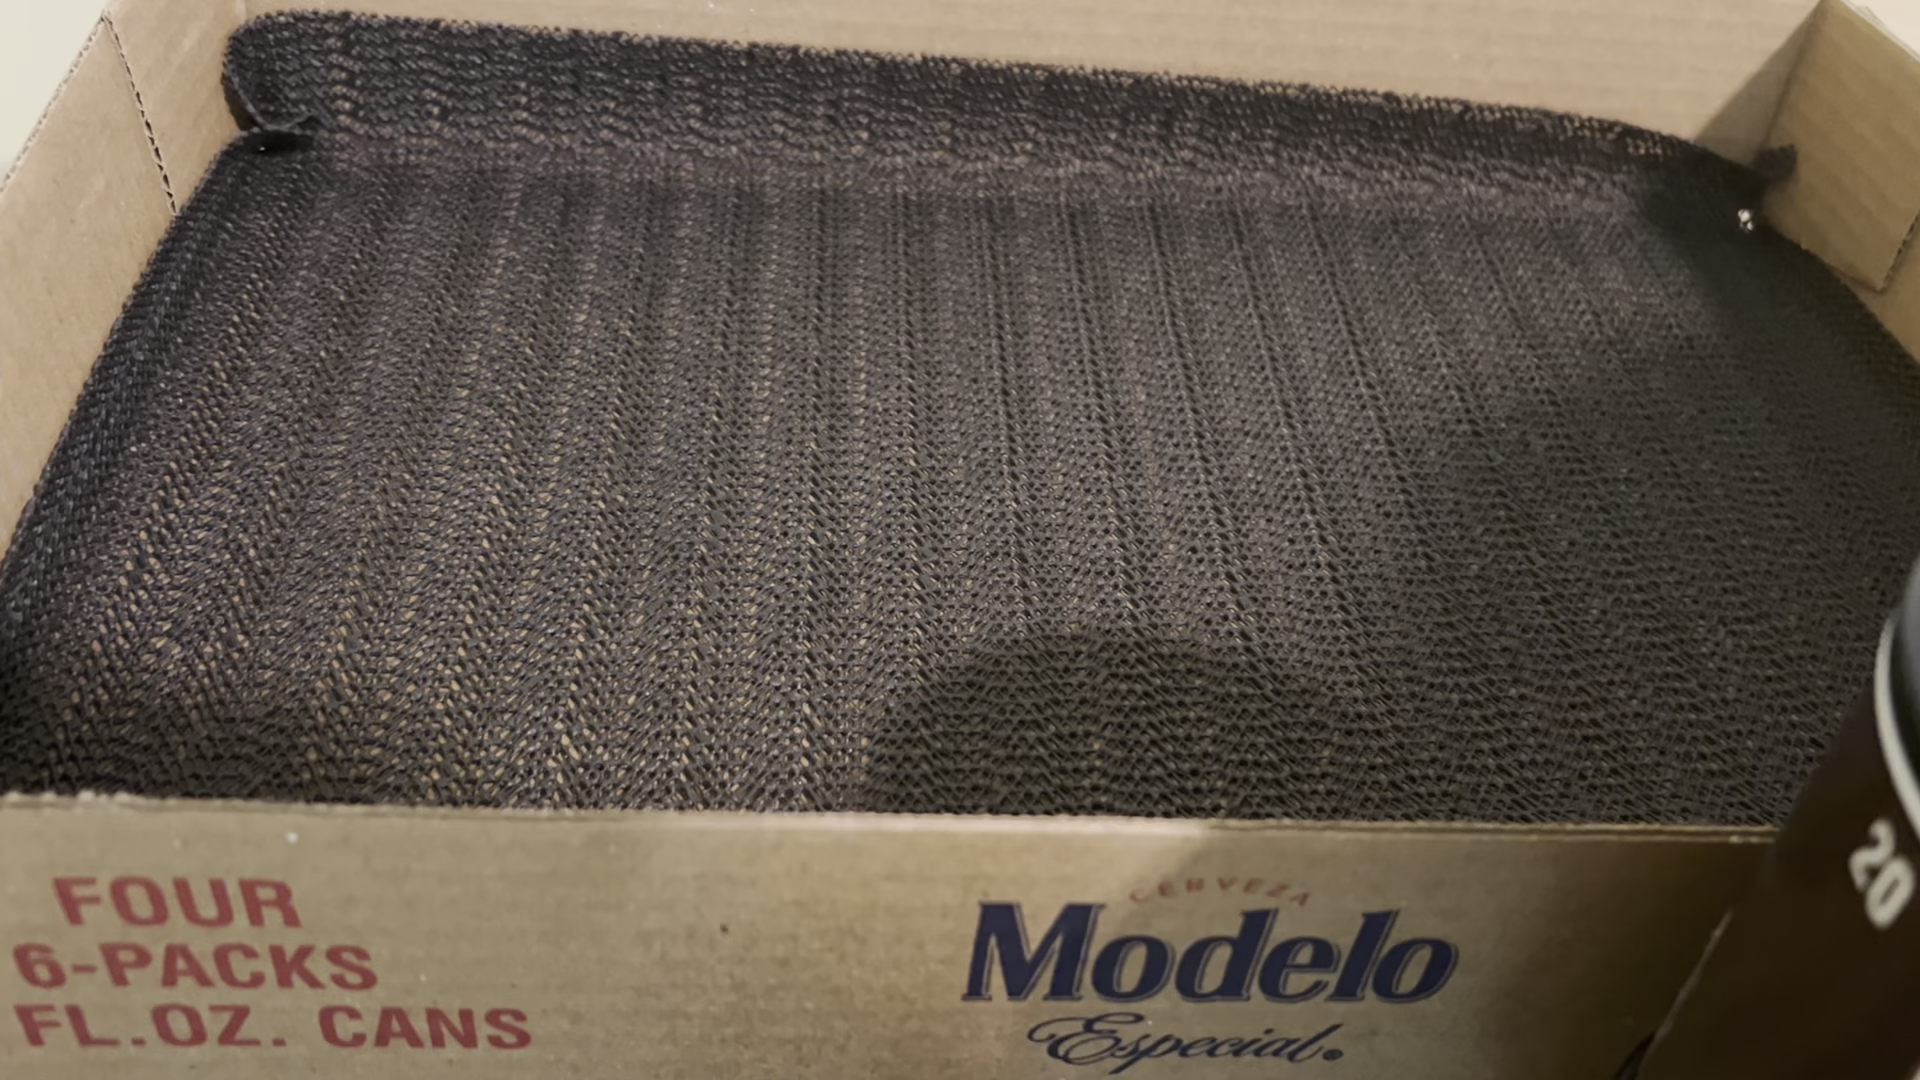 FOUR
6-PACKS
FL.OZ. CANS
CERVEZA
Modelo
Especial®
20